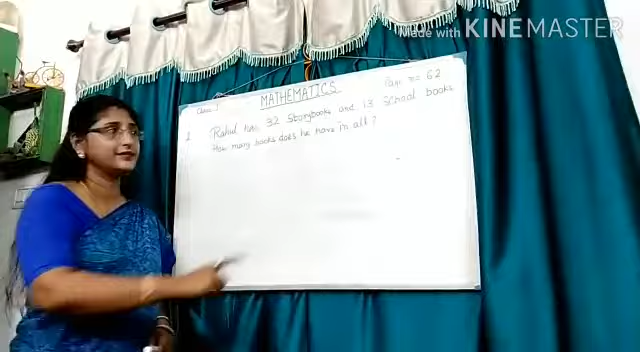 Made with KINEMASTER
Class
MATHEMATICS
Page no 62
1 Rahul has 32 Storybooks and 13 School books
How many books does he have in all?